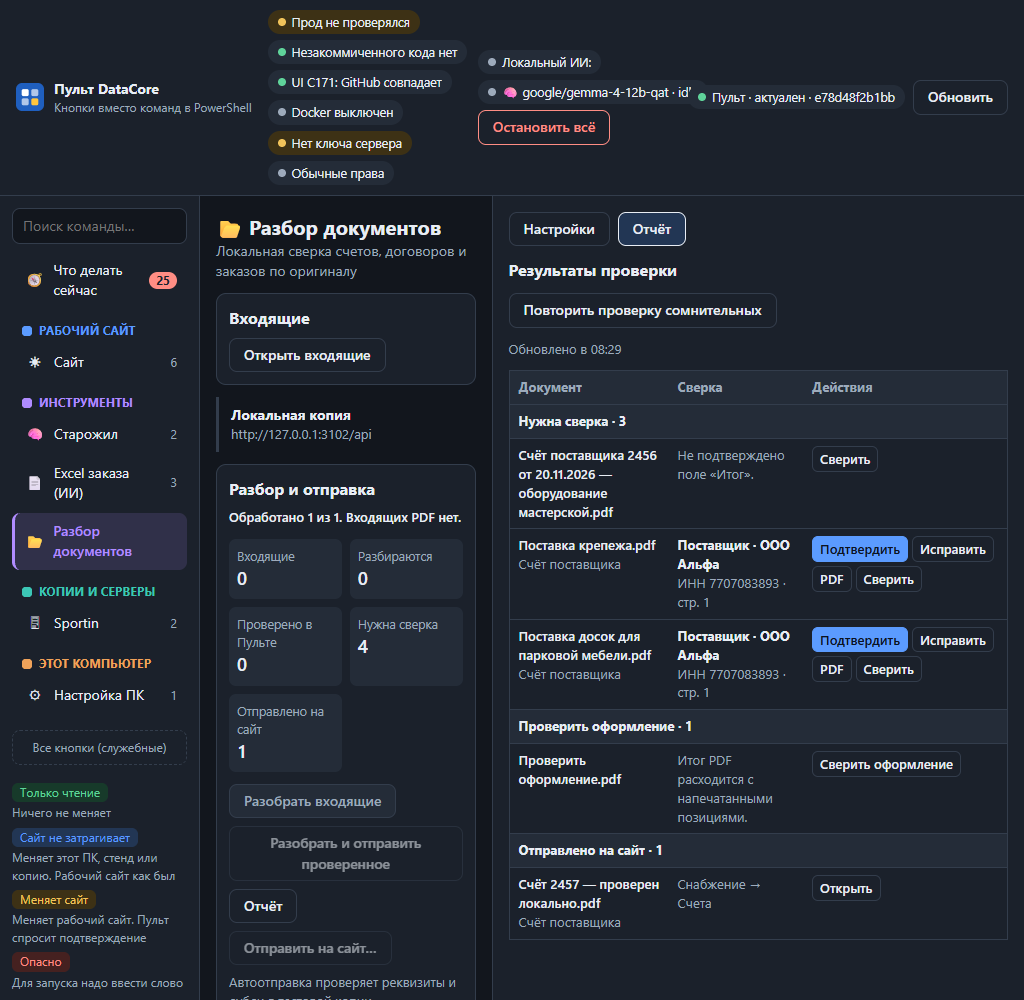 Пульт DataCore
Кнопки вместо команд в PowerShell
Прод не проверялся
Незакоммиченного кода нет
UI C171: GitHub совпадает
Docker выключен
Нет ключа сервера
Обычные права
Локальный ИИ:
google/gemma-4-12b-qat · id
Остановить всё
Пульт · актуален · e78d48f2b1bb
Обновить
Поиск команды...
Что делать
сейчас
25
РАБОЧИЙ САЙТ
Сайт 6
ИНСТРУМЕНТЫ
Старожил 2
Excel заказа
(ИИ)
3
Разбор
документов
КОПИИ И СЕРВЕРЫ
Sportin 2
ЭТОТ КОМПЬЮТЕР
Настройка ПК 1
Все кнопки (служебные)
Только чтение
Ничего не меняет
Сайт не затрагивает
Меняет этот ПК, стенд или
копию. Рабочий сайт как был
Меняет сайт
Меняет рабочий сайт. Пульт
спросит подтверждение
Опасно
Для запуска надо ввести слово
Разбор документов
Локальная сверка счетов, договоров и
заказов по оригиналу
Входящие
Открыть входящие
Локальная копия
http://127.0.0.1:3102/api
Разбор и отправка
Обработано 1 из 1. Входящих PDF нет.
Входящие
0
Разбираются
0
Проверено в
Пульте
0
Нужна сверка
4
Отправлено на
сайт
1
Разобрать входящие
Разобрать и отправить
проверенное
Отчёт
Отправить на сайт...
Автоотправка проверяет реквизиты и
Настройки
Отчёт
Результаты проверки
Повторить проверку сомнительных
Обновлено в 08:29
Документ Сверка Действия
Нужна сверка · 3
Счёт поставщика 2456
от 20.11.2026 —
оборудование
мастерской.pdf
Не подтверждено
поле «Итог».
Сверить
Поставка крепежа.pdf
Счёт поставщика
Поставщик · ООО
Альфа
ИНН 7707083893 ·
стр. 1
Подтвердить
Исправить
PDF
Сверить
Поставка досок для
парковой мебели.pdf
Счёт поставщика
Поставщик · ООО
Альфа
ИНН 7707083893 ·
стр. 1
Подтвердить
Исправить
PDF
Сверить
Проверить оформление · 1
Проверить
оформление.pdf
Итог PDF
расходится с
напечатанными
позициями.
Сверить оформление
Отправлено на сайт · 1
Счёт 2457 — проверен
локально.pdf
Счёт поставщика
Снабжение →
Счета
Открыть